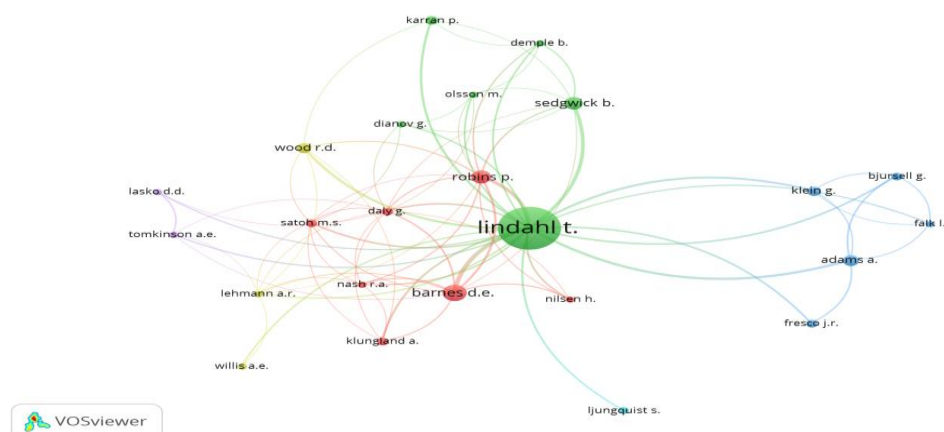 karran p.
demple b.
olsson m.
sedgwick b.
dianov g.
wood r.d.
robins p.
bjursell g.
lasko d.d.
klein g.
satoh m.s.
daly g.
falk l.
lindahl t.
tomkinson a.e.
adams a.
nash r.a.
lehmann a.r.
barnes d.e.
nilsen h.
fresco j.r.
klungland a.
willis a.e.
ljungquist s.
VOSviewer